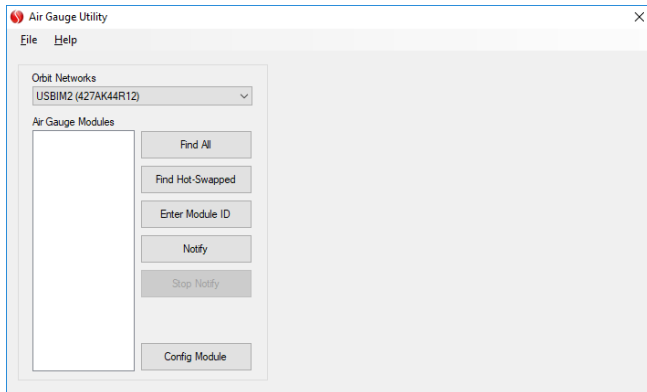 Air Gauge Utility
File Help
Orbit Networks
USBIM2 (427AK44R12)
Air Gauge Modules
Find All
Find Hot-Swapped
Enter Module ID
Notify
Stop Notify
Config Module